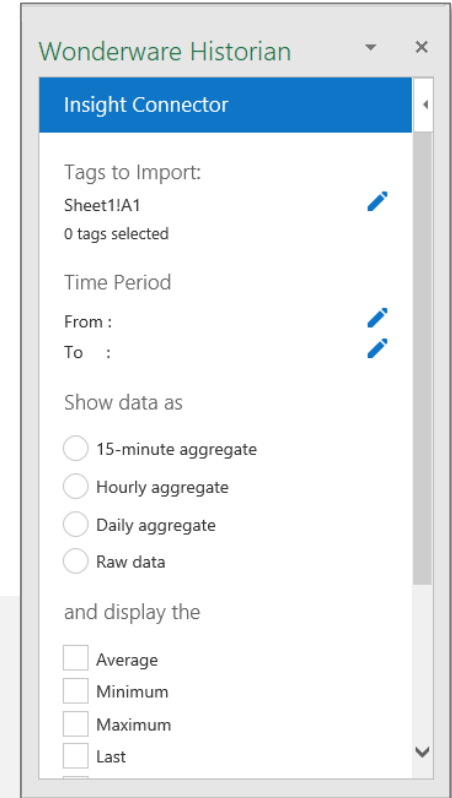 Wonderware Historian
Insight Connector
Tags to Import:
Sheet1!A1
0 tags selected
Time Period
From :
To :
Show data as
15-minute aggregate
Hourly aggregate
Daily aggregate
Raw data
and display the
Average
Minimum
Maximum
Last